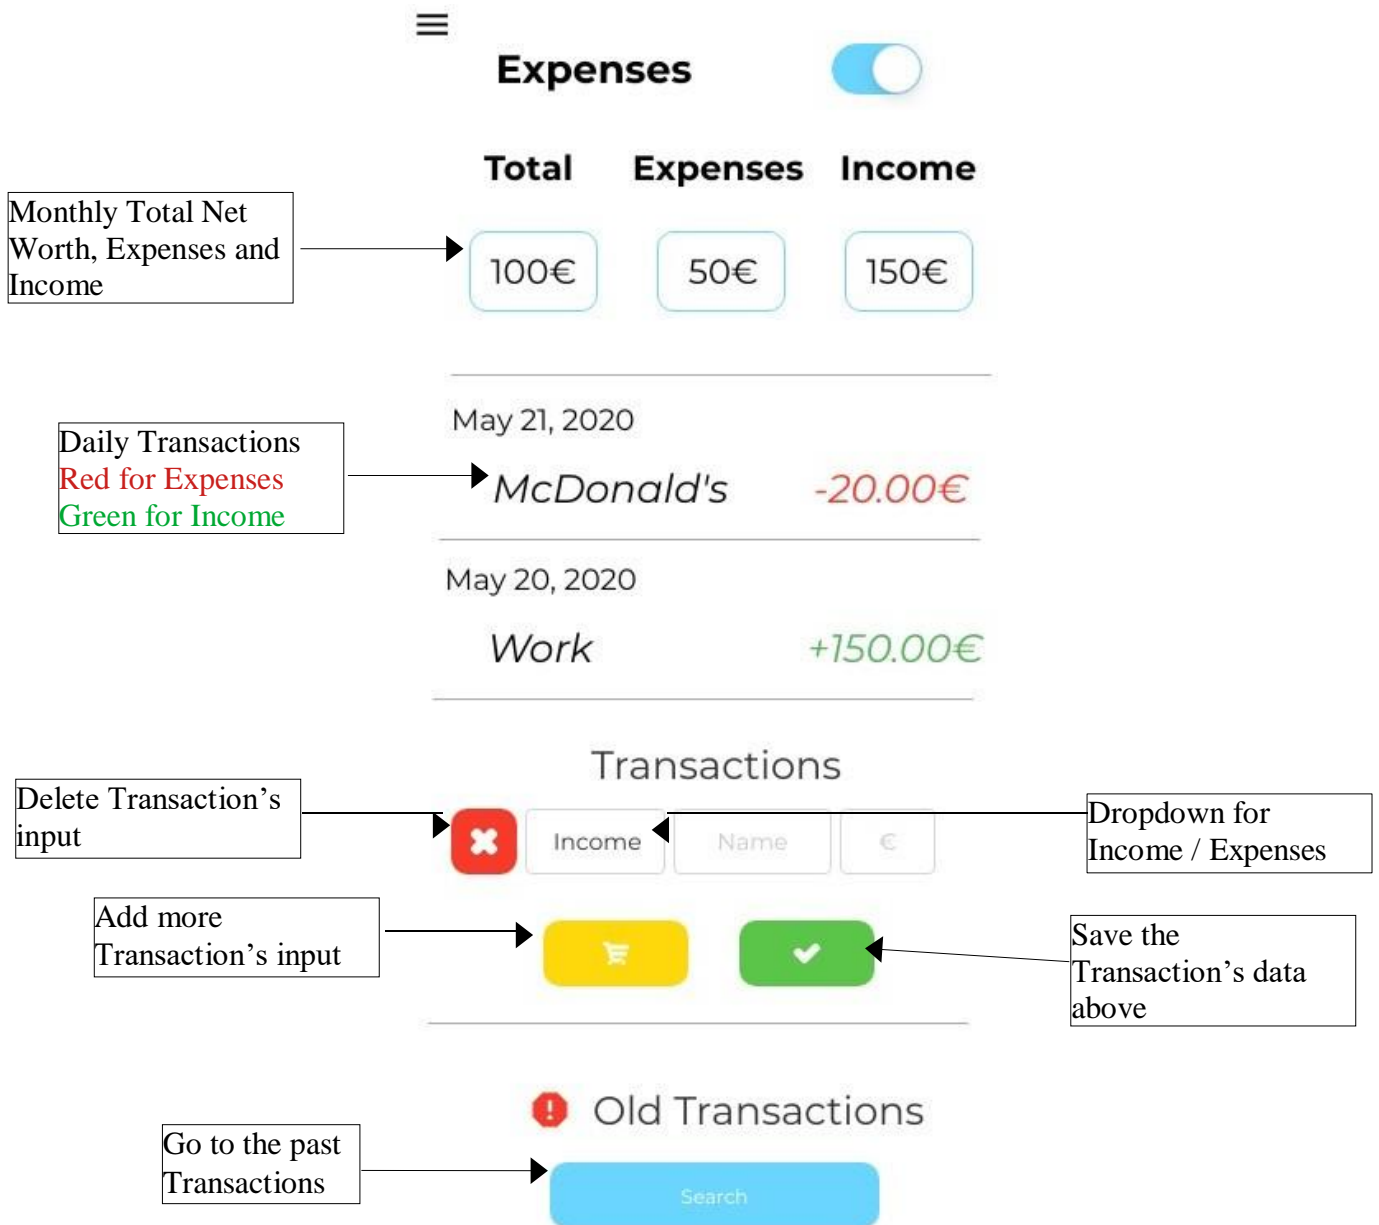 Expenses
Total Expenses Income
Monthly Total Net
Worth, Expenses and
Income
100€ 50€ 150€
May 21, 2020
Daily Transactions
Red for Expenses
Green for Income
McDonald's -20.00€
May 20, 2020
Work +150.00€
Transactions
Delete Transaction’s
input
Income Name €
Dropdown for
Income / Expenses
Add more
Transaction’s input
Save the
Transaction’s data
above
Old Transactions
Go to the past
Transactions
Search